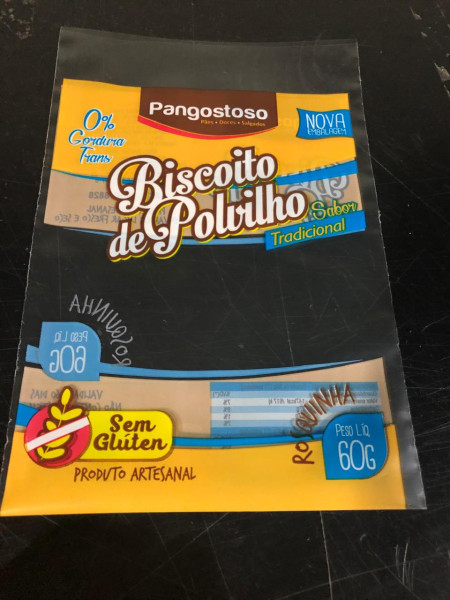 Pangostoso
Pães • Doces • Salgados
0%
Gordura
Trans
NOVA
EMBALAGEM
Biscoito
de Polvilho
Sabor
Tradicional
ROSQUINHA
PESO LÍQ.
60G
ROSQUINHA
PESO LÍQ.
60G
Sem
Glúten
PRODUTO ARTESANAL